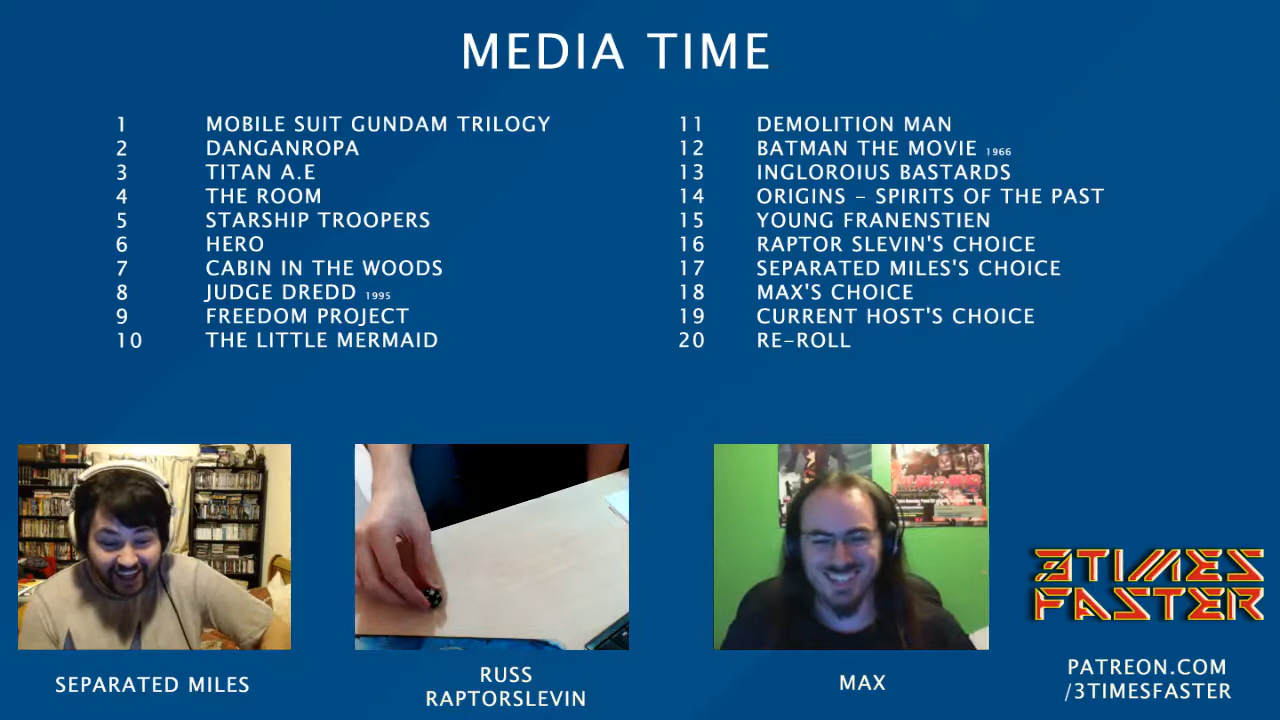 MEDIA TIME
1 MOBILE SUIT GUNDAM TRILOGY
2 DANGANROPA
3 TITAN A.E
4 THE ROOM
5 STARSHIP TROOPERS
6 HERO
7 CABIN IN THE WOODS
8 JUDGE DREDD 1995
9 FREEDOM PROJECT
10 THE LITTLE MERMAID
11 DEMOLITION MAN
12 BATMAN THE MOVIE 1966
13 INGLOROIUS BASTARDS
14 ORIGINS - SPIRITS OF THE PAST
15 YOUNG FRANENSTIEN
16 RAPTOR SLEVIN'S CHOICE
17 SEPARATED MILES'S CHOICE
18 MAX'S CHOICE
19 CURRENT HOST'S CHOICE
20 RE-ROLL
3TIMES
FASTER
SEPARATED MILES
RUSS
RAPTORSLEVIN
MAX
PATREON.COM
/3TIMESFASTER